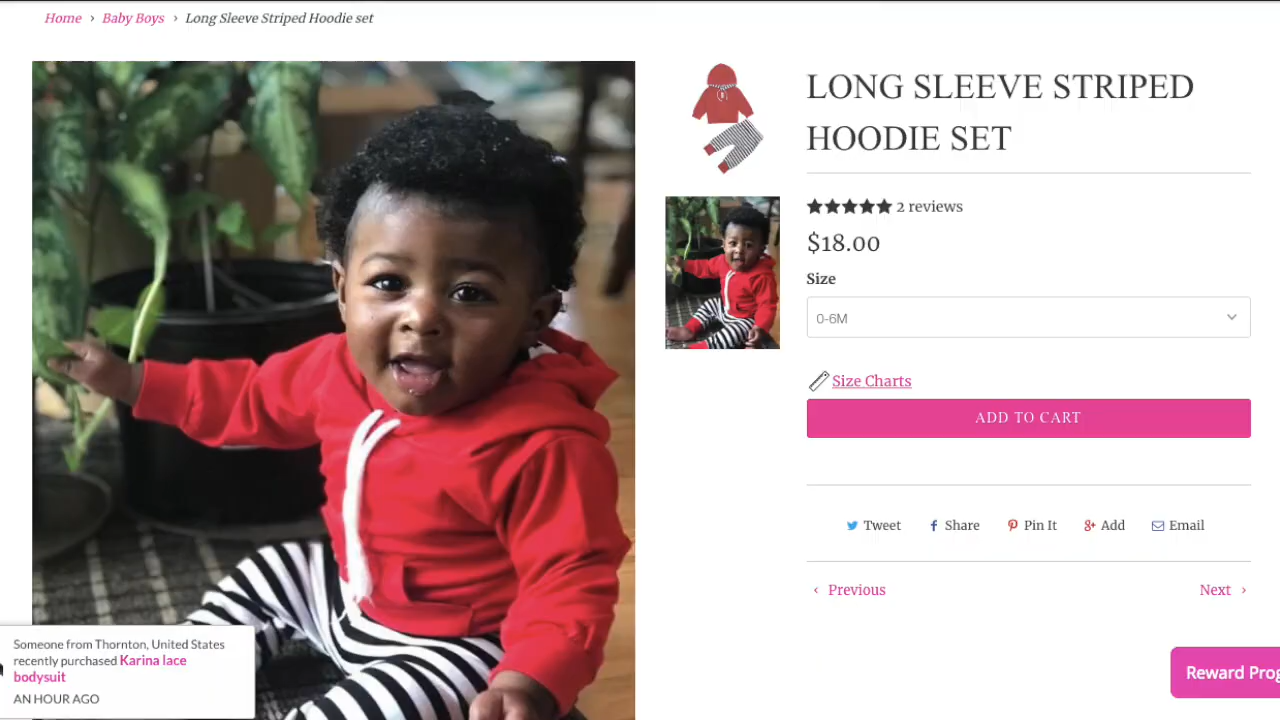 Home › Baby Boys › Long Sleeve Striped Hoodie set
LONG SLEEVE STRIPED
HOODIE SET
2 reviews
$18.00
Size
0-6M
Size Charts
ADD TO CART
Tweet
Share
Pin It
Add
Email
‹ Previous
Next ›
Someone from Thornton, United States
recently purchased Karina lace
bodysuit
AN HOUR AGO
Reward Prog